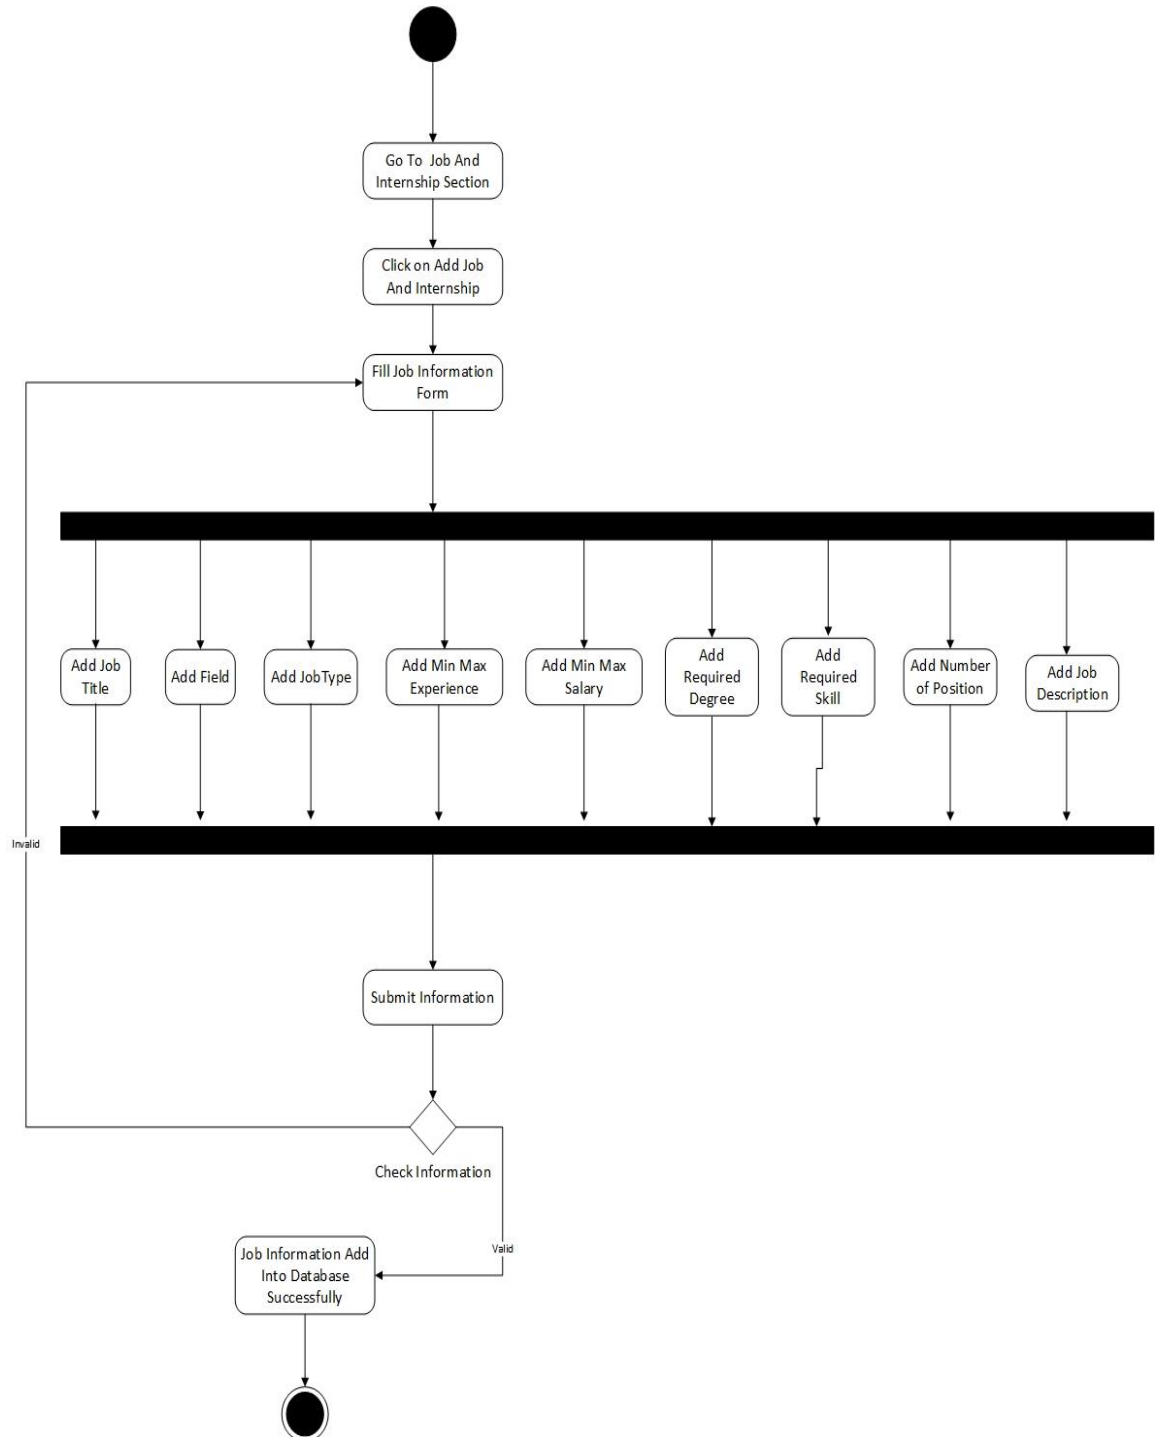 Go To Job And
Internship Section
Click on Add Job
And Internship
Fill Job Information
Form
Add Job
Title
Add Field
Add JobType
Add Min Max
Experience
Add Min Max
Salary
Add
Required
Degree
Add
Required
Skill
Add Number
of Position
Add Job
Description
Invalid
Submit Information
Check Information
Valid
Job Information Add
Into Database
Successfully